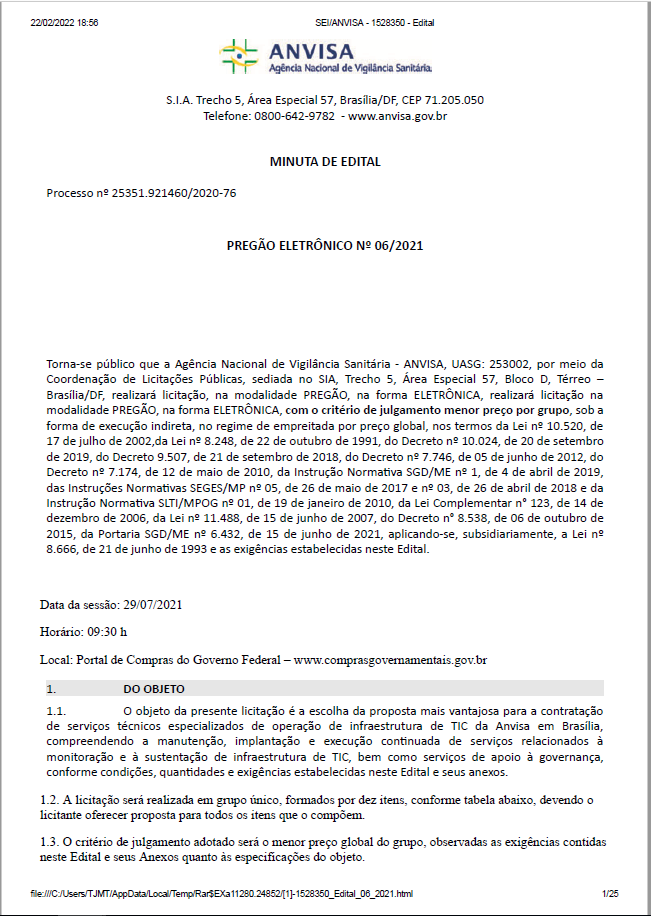 22/02/2022 18:56
SEI/ANVISA - 1528350 - Edital
ANVISA
Agência Nacional de Vigilância Sanitária
S.I.A. Trecho 5, Área Especial 57, Brasília/DF, CEP 71.205.050
Telefone: 0800-642-9782 - www.anvisa.gov.br
MINUTA DE EDITAL
Processo nº 25351.921460/2020-76
PREGÃO ELETRÔNICO Nº 06/2021
Torna-se público que a Agência Nacional de Vigilância Sanitária - ANVISA, UASG: 253002, por meio da
Coordenação de Licitações Públicas, sediada no SIA, Trecho 5, Área Especial 57, Bloco D, Térreo –
Brasília/DF, realizará licitação, na modalidade PREGÃO, na forma ELETRÔNICA, realizará licitação na
modalidade PREGÃO, na forma ELETRÔNICA, com o critério de julgamento menor preço por grupo, sob a
forma de execução indireta, no regime de empreitada por preço global, nos termos da Lei nº 10.520, de
17 de julho de 2002,da Lei nº 8.248, de 22 de outubro de 1991, do Decreto nº 10.024, de 20 de setembro
de 2019, do Decreto 9.507, de 21 de setembro de 2018, do Decreto nº 7.746, de 05 de junho de 2012, do
Decreto nº 7.174, de 12 de maio de 2010, da Instrução Normativa SGD/ME nº 1, de 4 de abril de 2019,
das Instruções Normativas SEGES/MP nº 05, de 26 de maio de 2017 e nº 03, de 26 de abril de 2018 e da
Instrução Normativa SLTI/MPOG nº 01, de 19 de janeiro de 2010, da Lei Complementar n° 123, de 14 de
dezembro de 2006, da Lei nº 11.488, de 15 de junho de 2007, do Decreto n° 8.538, de 06 de outubro de
2015, da Portaria SGD/ME nº 6.432, de 15 de junho de 2021, aplicando-se, subsidiariamente, a Lei nº
8.666, de 21 de junho de 1993 e as exigências estabelecidas neste Edital.
Data da sessão: 29/07/2021
Horário: 09:30 h
Local: Portal de Compras do Governo Federal – www.comprasgovernamentais.gov.br
1. DO OBJETO
1.1. O objeto da presente licitação é a escolha da proposta mais vantajosa para a contratação
de serviços técnicos especializados de operação de infraestrutura de TIC da Anvisa em Brasília,
compreendendo a manutenção, implantação e execução continuada de serviços relacionados à
monitoração e à sustentação de infraestrutura de TIC, bem como serviços de apoio à governança,
conforme condições, quantidades e exigências estabelecidas neste Edital e seus anexos.
1.2. A licitação será realizada em grupo único, formados por dez itens, conforme tabela abaixo, devendo o
licitante oferecer proposta para todos os itens que o compõem.
1.3. O critério de julgamento adotado será o menor preço global do grupo, observadas as exigências contidas
neste Edital e seus Anexos quanto às especificações do objeto.
file:///C:/Users/TJMT/AppData/Local/Temp/Rar$EXa11280.24852/[1]-1528350_Edital_06_2021.html
1/25